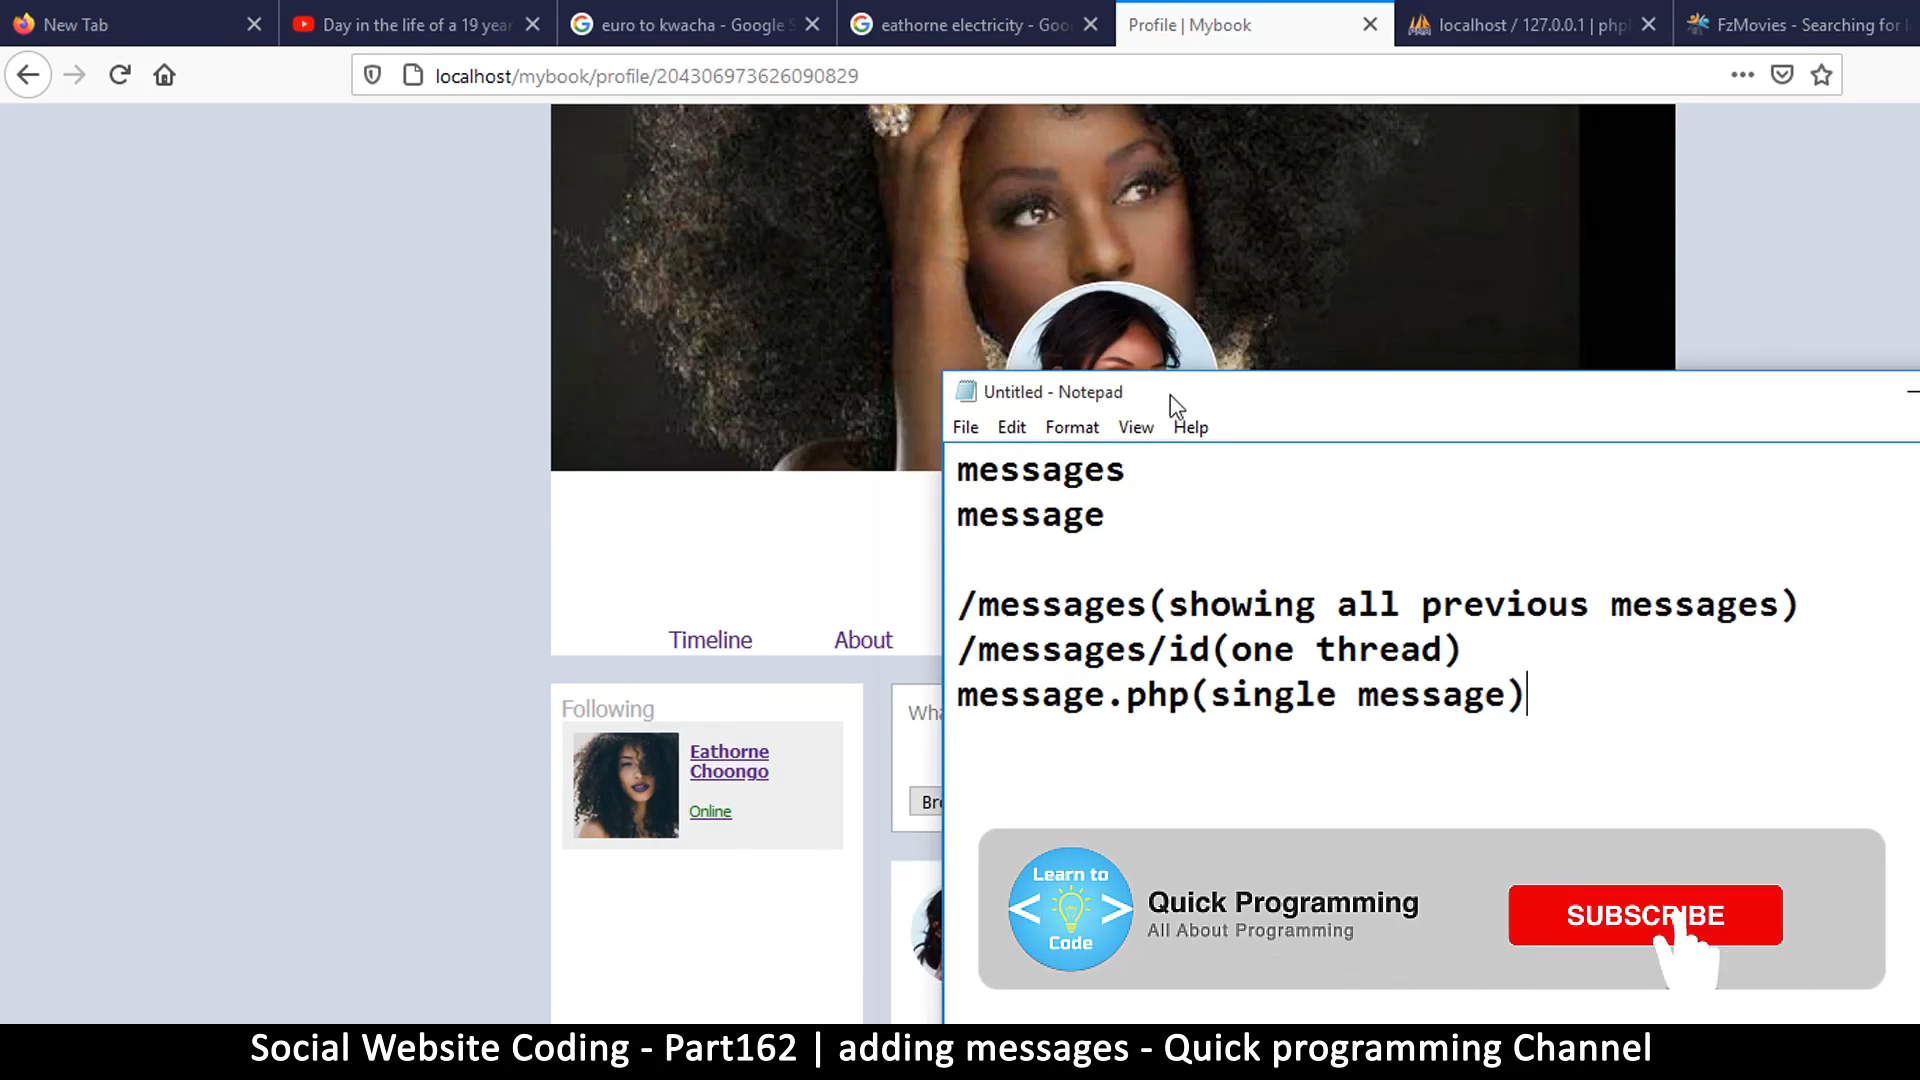 New Tab
Day in the life of a 19 year
euro to kwacha - Google S
eathorne electricity - Goo
Profile | Mybook
localhost / 127.0.0.1 | php
FzMovies - Searching for
localhost/mybook/profile/204306973626090829
Untitled - Notepad
File Edit Format View Help
messages
message
/messages(showing all previous messages)
/messages/id(one thread)
message.php(single message)
Timeline About
Following
Eathorne
Choongo
Online
Wha
Bro
Learn to
Code
Quick Programming
All About Programming
SUBSCRIBE
Social Website Coding - Part162 | adding messages - Quick programming Channel